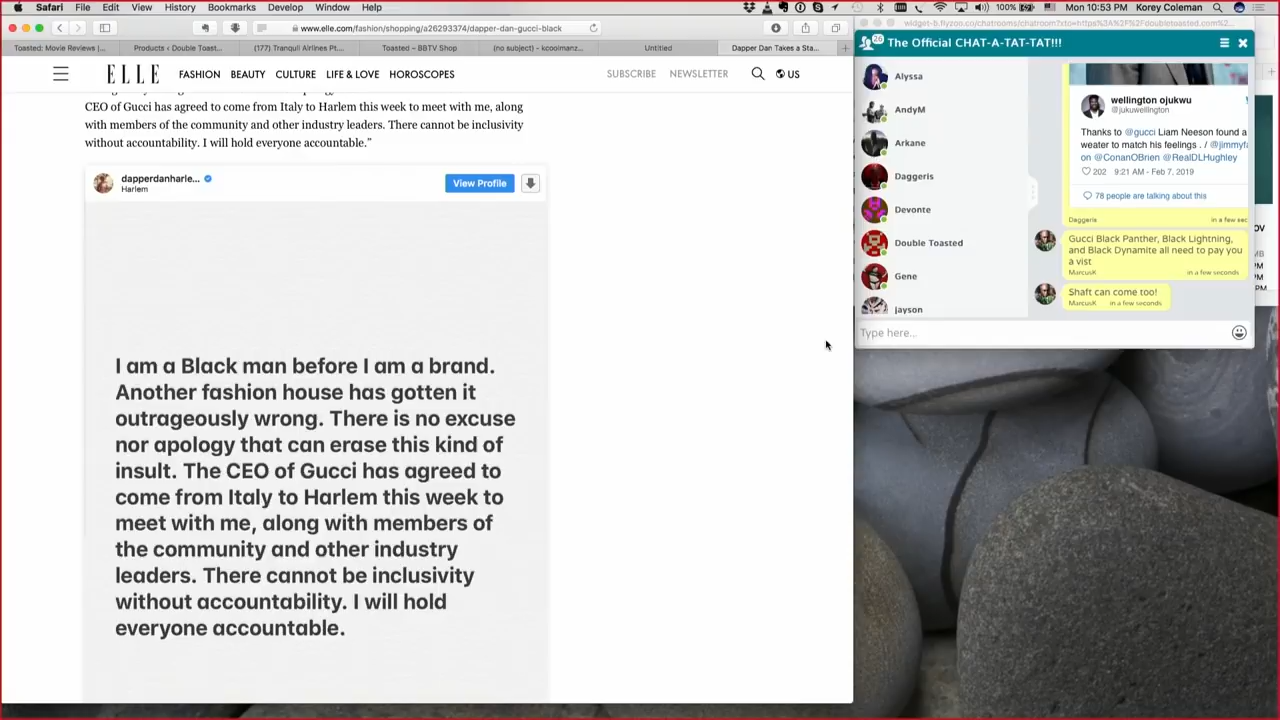 Safari File Edit View History Bookmarks Develop Window Help
100% Mon 10:53 PM Korey Coleman
www.elle.com/fashion/shopping/a26293374/dapper-dan-gucci-black
Toasted: Movie Reviews |... Products ‹ Double Toast... (177) Tranquil Airlines Pt.... Toasted – BBTV Shop (no subject) - kcoolmanz... Untitled Dapper Dan Takes a Sta...
ELLE FASHION BEAUTY CULTURE LIFE & LOVE HOROSCOPES SUBSCRIBE NEWSLETTER US
CEO of Gucci has agreed to come from Italy to Harlem this week to meet with me, along
with members of the community and other industry leaders. There cannot be inclusivity
without accountability. I will hold everyone accountable."
dapperdanharle...
Harlem
View Profile
I am a Black man before I am a brand.
Another fashion house has gotten it
outrageously wrong. There is no excuse
nor apology that can erase this kind of
insult. The CEO of Gucci has agreed to
come from Italy to Harlem this week to
meet with me, along with members of
the community and other industry
leaders. There cannot be inclusivity
without accountability. I will hold
everyone accountable.
26
The Official CHAT-A-TAT-TAT!!!
Alyssa
AndyM
Arkane
Daggeris
Devonte
Double Toasted
Gene
jayson
wellington ojukwu
@jukuwellington
Thanks to @gucci Liam Neeson found a
weater to match his feelings . / @jimmyfa
on @ConanOBrien @RealDLHughley
202 9:21 AM - Feb 7, 2019
78 people are talking about this
Daggeris in a few sec
Gucci Black Panther, Black Lightning,
and Black Dynamite all need to pay you
a vist
MarcusK in a few seconds
Shaft can come too!
MarcusK in a few seconds
Type here...